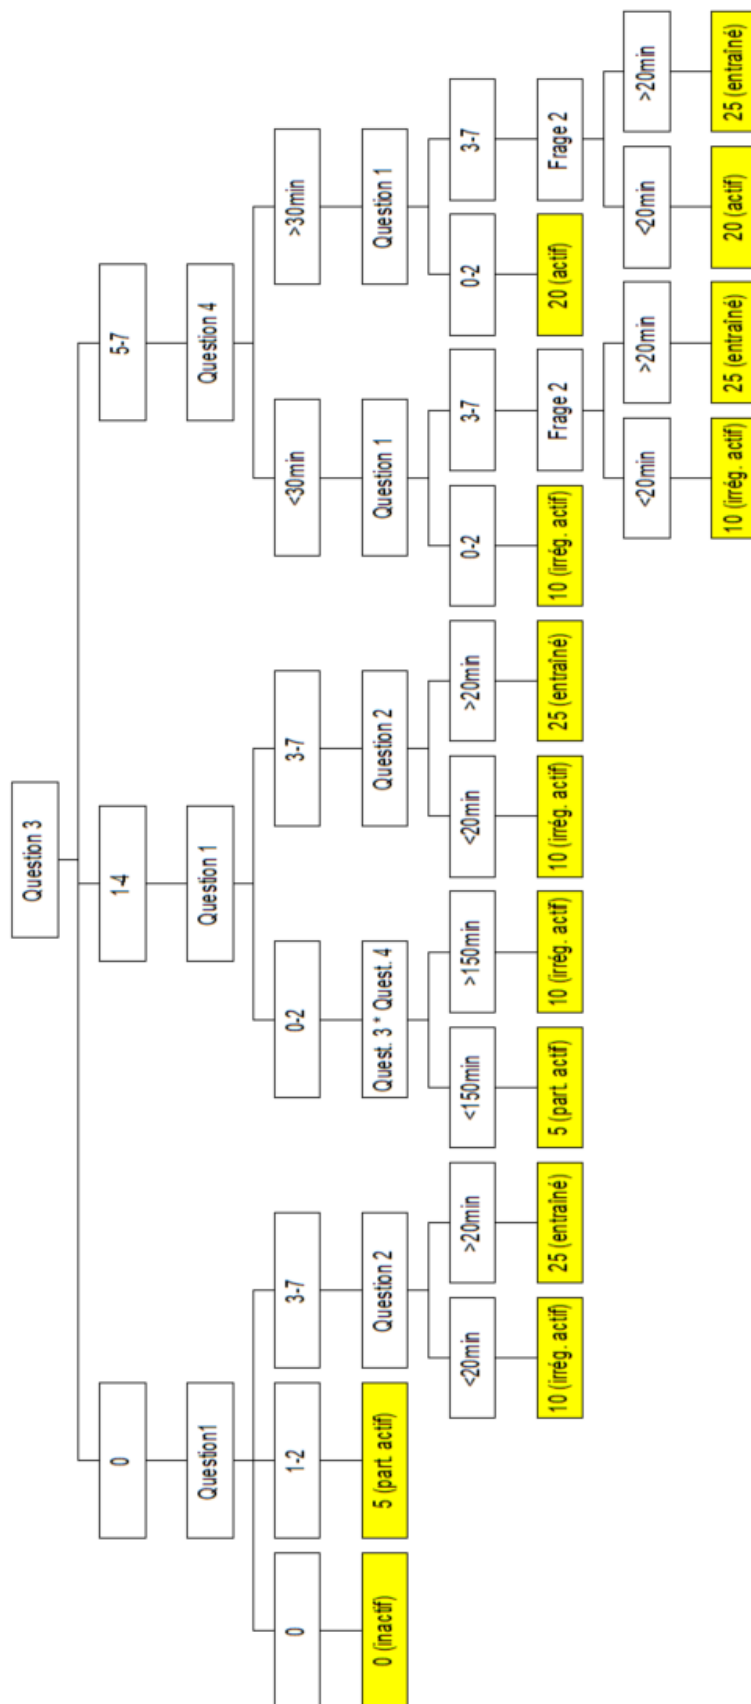 Question 3
0
1-4
5-7
Question1
Question 1
Question 4
0
1-2
3-7
0-2
3-7
<30min
>30min
0 (inactif)
5 (part. actif)
Question 2
Quest. 3 * Quest. 4
Question 2
Question 1
Question 1
<20min
>20min
<150min
>150min
<20min
>20min
0-2
3-7
0-2
3-7
10 (irrég. actif)
25 (entraîné)
5 (part. actif)
10 (irrég. actif)
10 (irrég. actif)
25 (entraîné)
10 (irrég. actif)
Frage 2
20 (actif)
Frage 2
<20min
>20min
<20min
>20min
10 (irrég. actif)
25 (entraîné)
20 (actif)
25 (entraîné)